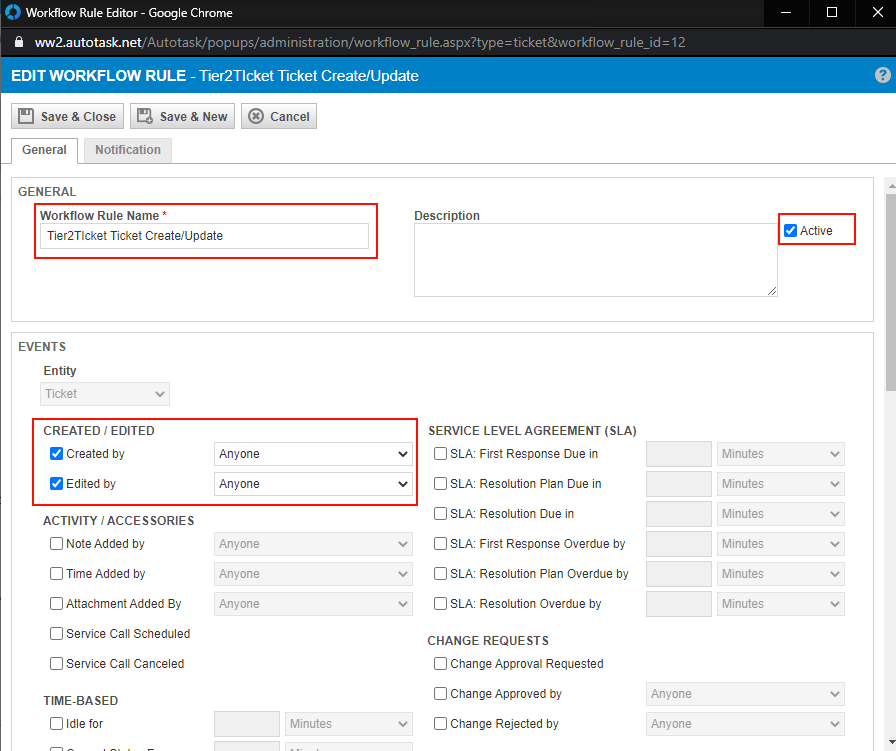 Workflow Rule Editor - Google Chrome
ww2.autotask.net/Autotask/popups/administration/workflow_rule.aspx?type=ticket&workflow_rule_id=12
EDIT WORKFLOW RULE - Tier2TIcket Ticket Create/Update ?
Save & Close Save & New Cancel
General Notification
GENERAL
Workflow Rule Name * Description
Tier2TIcket Ticket Create/Update Active
EVENTS
Entity
Ticket
CREATED / EDITED
Created by Anyone
Edited by Anyone
ACTIVITY / ACCESSORIES
Note Added by Anyone
Time Added by Anyone
Attachment Added By Anyone
Service Call Scheduled
Service Call Canceled
TIME-BASED
Idle for Minutes
SERVICE LEVEL AGREEMENT (SLA)
SLA: First Response Due in Minutes
SLA: Resolution Plan Due in Minutes
SLA: Resolution Due in Minutes
SLA: First Response Overdue by Minutes
SLA: Resolution Plan Overdue by Minutes
SLA: Resolution Overdue by Minutes
CHANGE REQUESTS
Change Approval Requested
Change Approved by Anyone
Change Rejected by Anyone